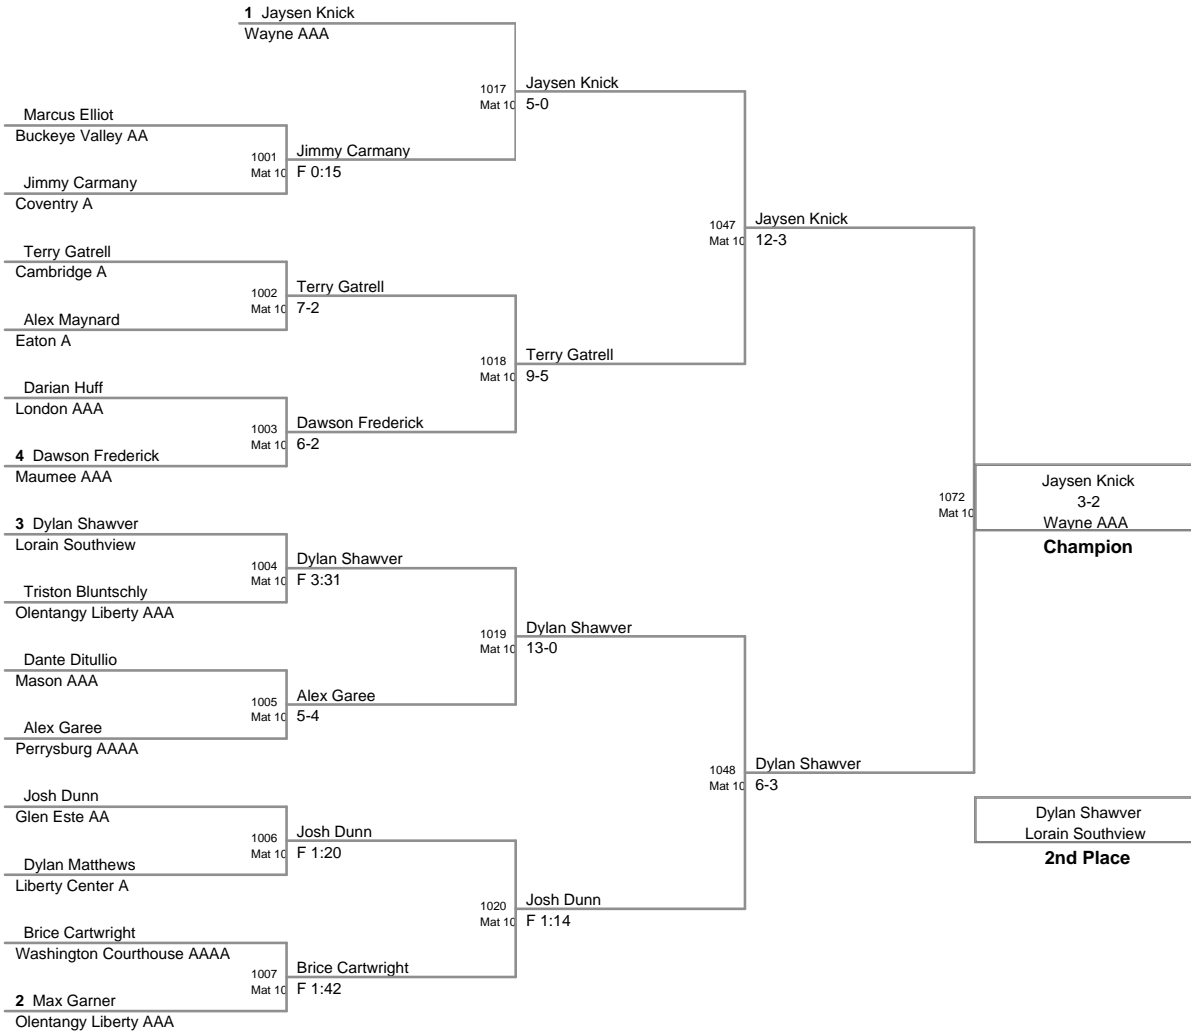 1 Jaysen Knick
Wayne AAA
1017
Mat 10
Jaysen Knick
5-0
Marcus Elliot
Buckeye Valley AA
1001
Mat 10
Jimmy Carmany
F 0:15
Jimmy Carmany
Coventry A
1047
Mat 10
Jaysen Knick
12-3
Terry Gatrell
Cambridge A
1002
Mat 10
Terry Gatrell
7-2
Alex Maynard
Eaton A
1018
Mat 10
Terry Gatrell
9-5
Darian Huff
London AAA
1003
Mat 10
Dawson Frederick
6-2
4 Dawson Frederick
Maumee AAA
1072
Mat 10
Jaysen Knick
3-2
Wayne AAA
Champion
3 Dylan Shawver
Lorain Southview
1004
Mat 10
Dylan Shawver
F 3:31
Triston Bluntschly
Olentangy Liberty AAA
1019
Mat 10
Dylan Shawver
13-0
Dante Ditullio
Mason AAA
1005
Mat 10
Alex Garee
5-4
Alex Garee
Perrysburg AAAA
1048
Mat 10
Dylan Shawver
6-3
Josh Dunn
Glen Este AA
1006
Mat 10
Josh Dunn
F 1:20
Dylan Matthews
Liberty Center A
Dylan Shawver
Lorain Southview
2nd Place
1020
Mat 10
Josh Dunn
F 1:14
Brice Cartwright
Washington Courthouse AAAA
1007
Mat 10
Brice Cartwright
F 1:42
2 Max Garner
Olentangy Liberty AAA